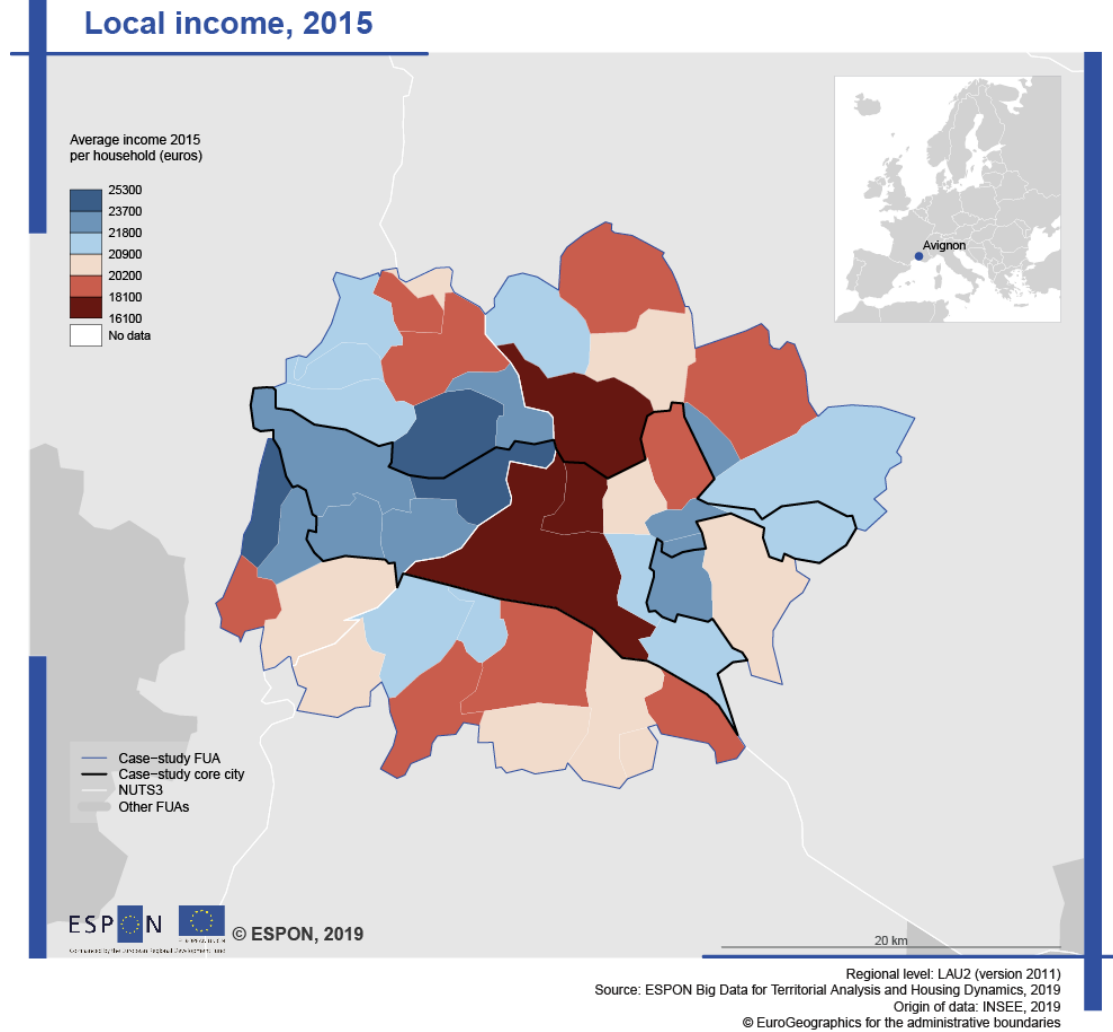 Local income, 2015
Average income 2015
per household (euros)
25300
23700
21800
20900
20200
18100
16100
No data
Avignon
Case−study FUA
Case−study core city
NUTS3
Other FUAs
ESPON
© ESPON, 2019
20 km
Regional level: LAU2 (version 2011)
Source: ESPON Big Data for Territorial Analysis and Housing Dynamics, 2019
Origin of data: INSEE, 2019
© EuroGeographics for the administrative boundaries